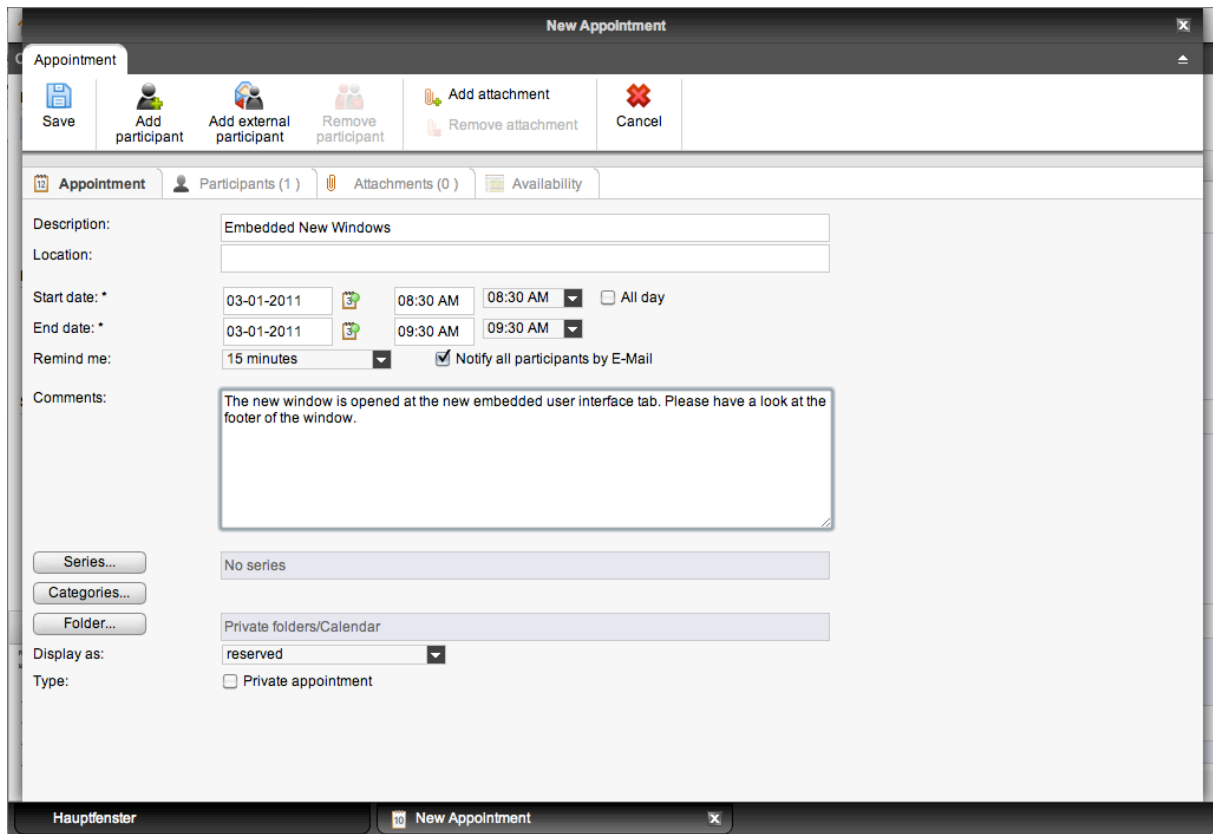 New Appointment
Appointment
Save
Add participant
Add external participant
Remove participant
Add attachment
Remove attachment
Cancel
12 Appointment
Participants (1)
Attachments (0)
Availability
Description: Embedded New Windows
Location:
Start date: * 03-01-2011 3 08:30 AM 08:30 AM All day
End date: * 03-01-2011 3 09:30 AM 09:30 AM
Remind me: 15 minutes Notify all participants by E-Mail
Comments: The new window is opened at the new embedded user interface tab. Please have a look at the
footer of the window.
Series... No series
Categories...
Folder... Private folders/Calendar
Display as: reserved
Type: Private appointment
Hauptfenster 10 New Appointment